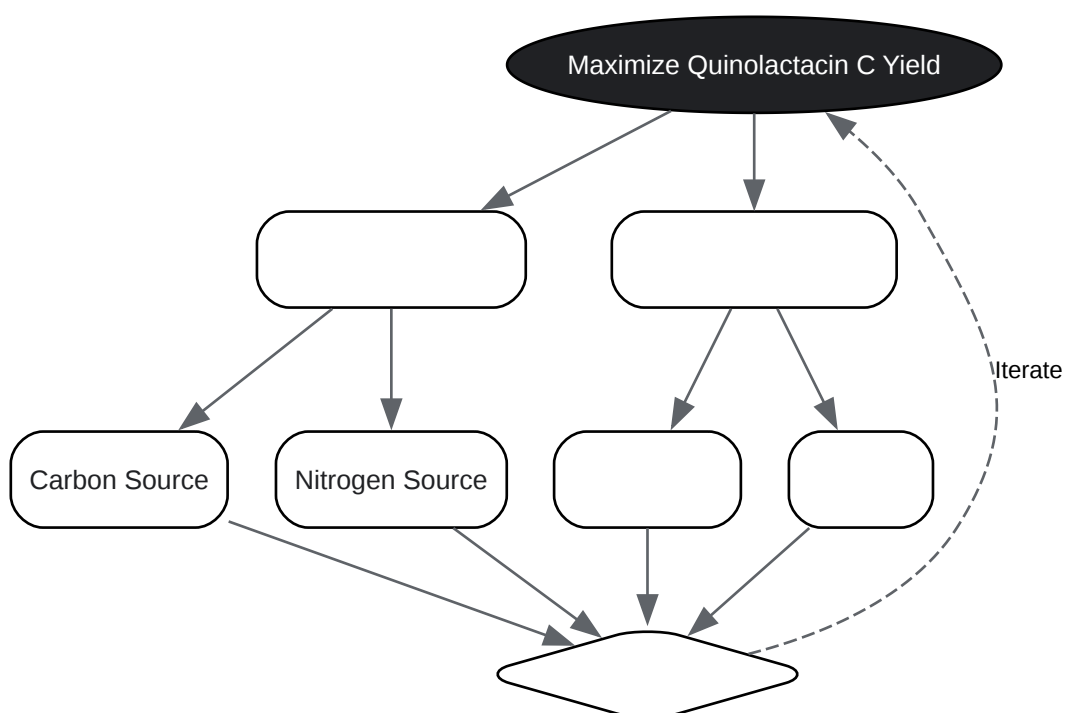 Maximize Quinolactacin C Yield
Iterate
Carbon Source
Nitrogen Source